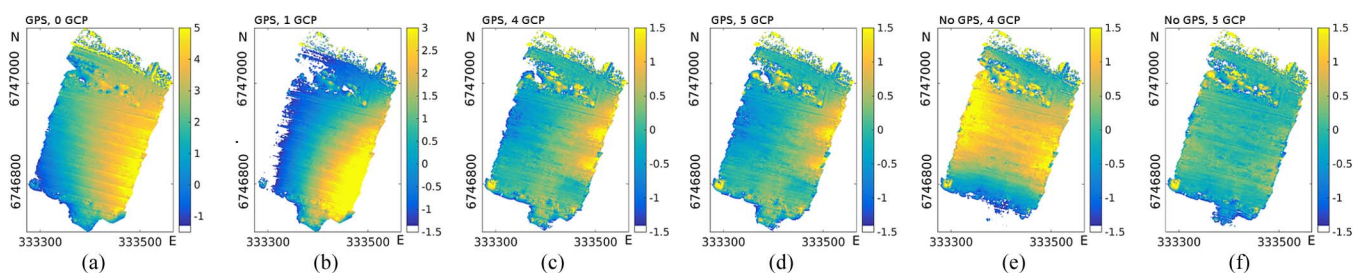 GPS, 0 GCP
N
6747000
6746800
333300 333500 E
5
4
3
2
1
0
-1
(a)
GPS, 1 GCP
N
6747000
6746800
333300 333500 E
3
2.5
2
1.5
1
0.5
0
-0.5
-1
-1.5
(b)
GPS, 4 GCP
N
6747000
6746800
333300 333500 E
1.5
1
0.5
0
-0.5
-1
-1.5
(c)
GPS, 5 GCP
N
6747000
6746800
333300 333500 E
1.5
1
0.5
0
-0.5
-1
-1.5
(d)
No GPS, 4 GCP
N
6747000
6746800
333300 333500 E
1.5
1
0.5
0
-0.5
-1
-1.5
(e)
No GPS, 5 GCP
N
6747000
6746800
333300 333500 E
1.5
1
0.5
0
-0.5
-1
-1.5
(f)